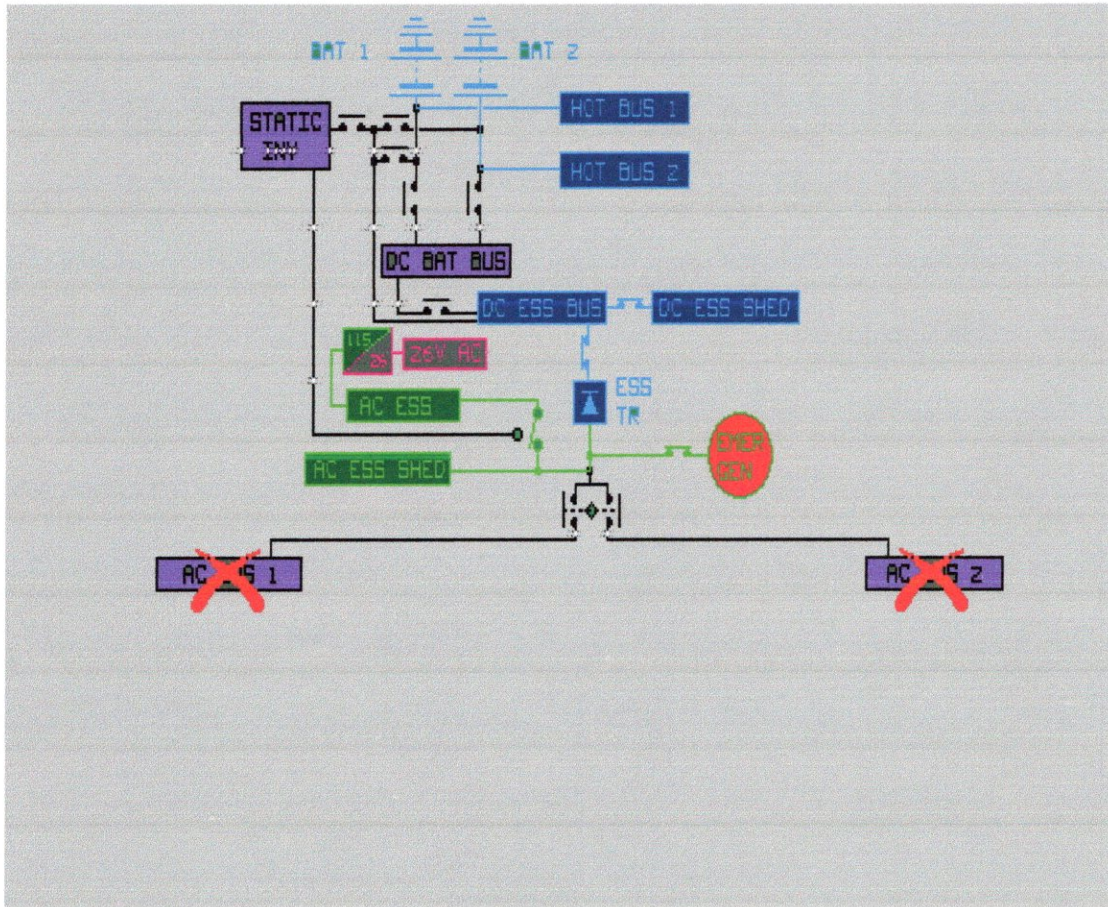 BAT 1
BAT 2
HOT BUS 1
STATIC
INV
HOT BUS 2
DC BAT BUS
DC ESS BUS
DC ESS SHED
115
26
26V AC
ESS
TR
AC ESS
EMER
GEN
AC ESS SHED
AC BUS 1
AC BUS 2